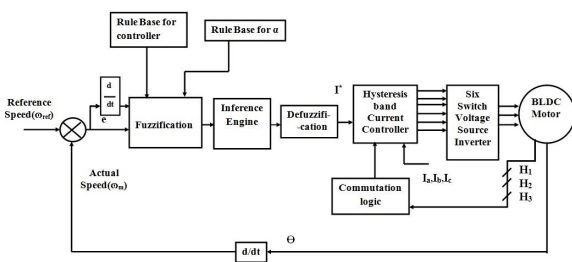 Rule Base for
controller
Rule Base for α
d
dt
Reference
Speed(ωref)
e
Fuzzification
Inference
Engine
Defuzzifi-
-cation
I*
Hysteresis
band
Current
Controller
Six
Switch
Voltage
Source
Inverter
BLDC
Motor
Actual
Speed(ωm)
Commutation
logic
Ia,Ib,Ic
H1
H2
H3
Θ
d/dt